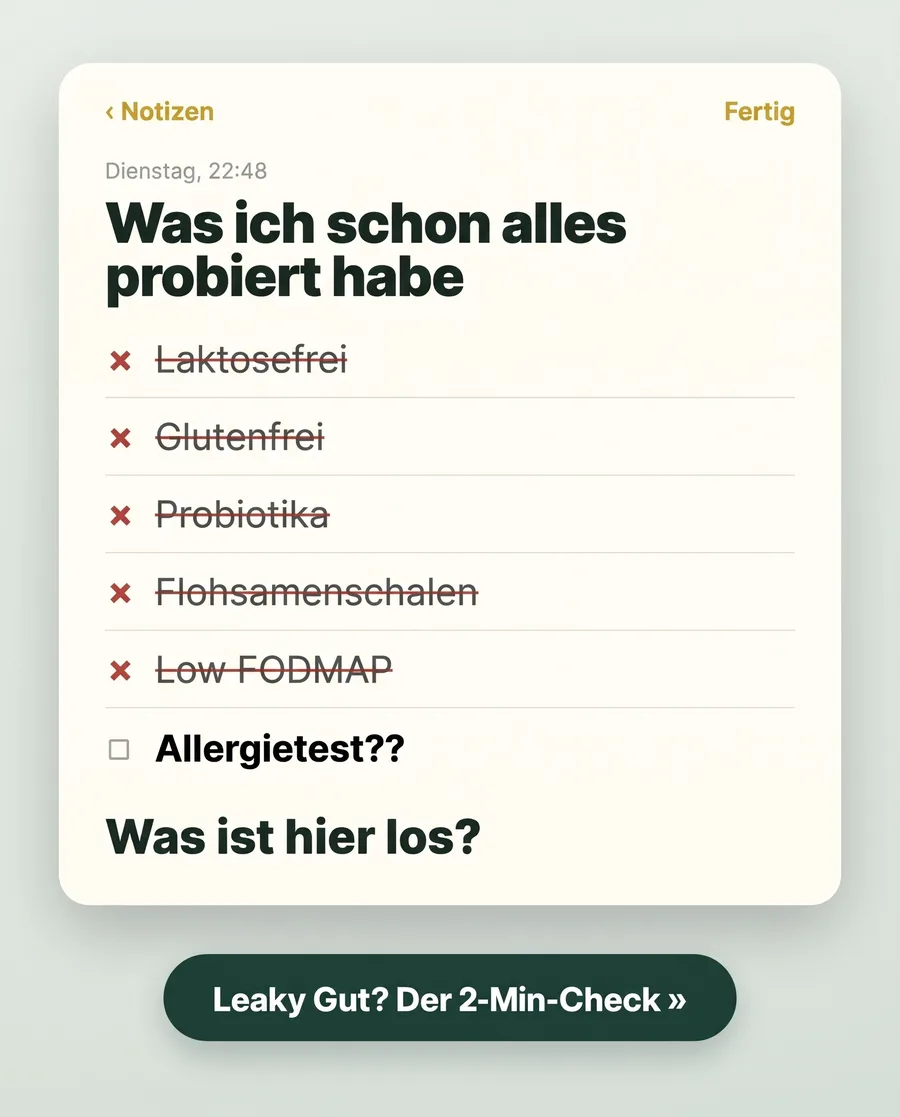 ‹ Notizen
Fertig
Dienstag, 22:48
Was ich schon alles
probiert habe
Laktosefrei
Glutenfrei
Probiotika
Flohsamenschalen
Low FODMAP
Allergietest??
Was ist hier los?
Leaky Gut? Der 2-Min-Check »